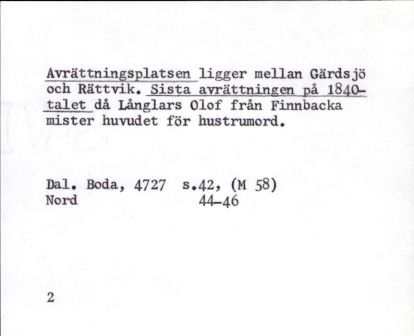 Avrättningsplatsen ligger mellan Gärdsjö
och Rättvik. Sista avrättningen på 1840-
talet då Långlars Olof från Finnbacka
mister huvudet för hustrumord.
Dal. Boda, 4727 s.42, (M 58)
Nord 44-46
2